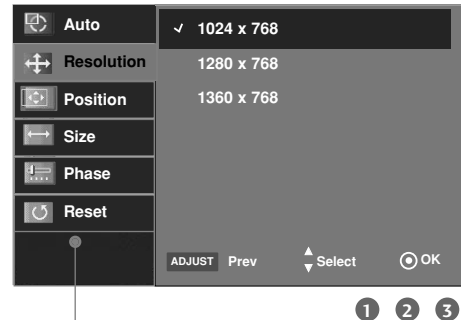 Auto
Resolution
Position
Size
Phase
Reset
✓ 1024 x 768
1280 x 768
1360 x 768
ADJUST Prev Select OK
1 2 3